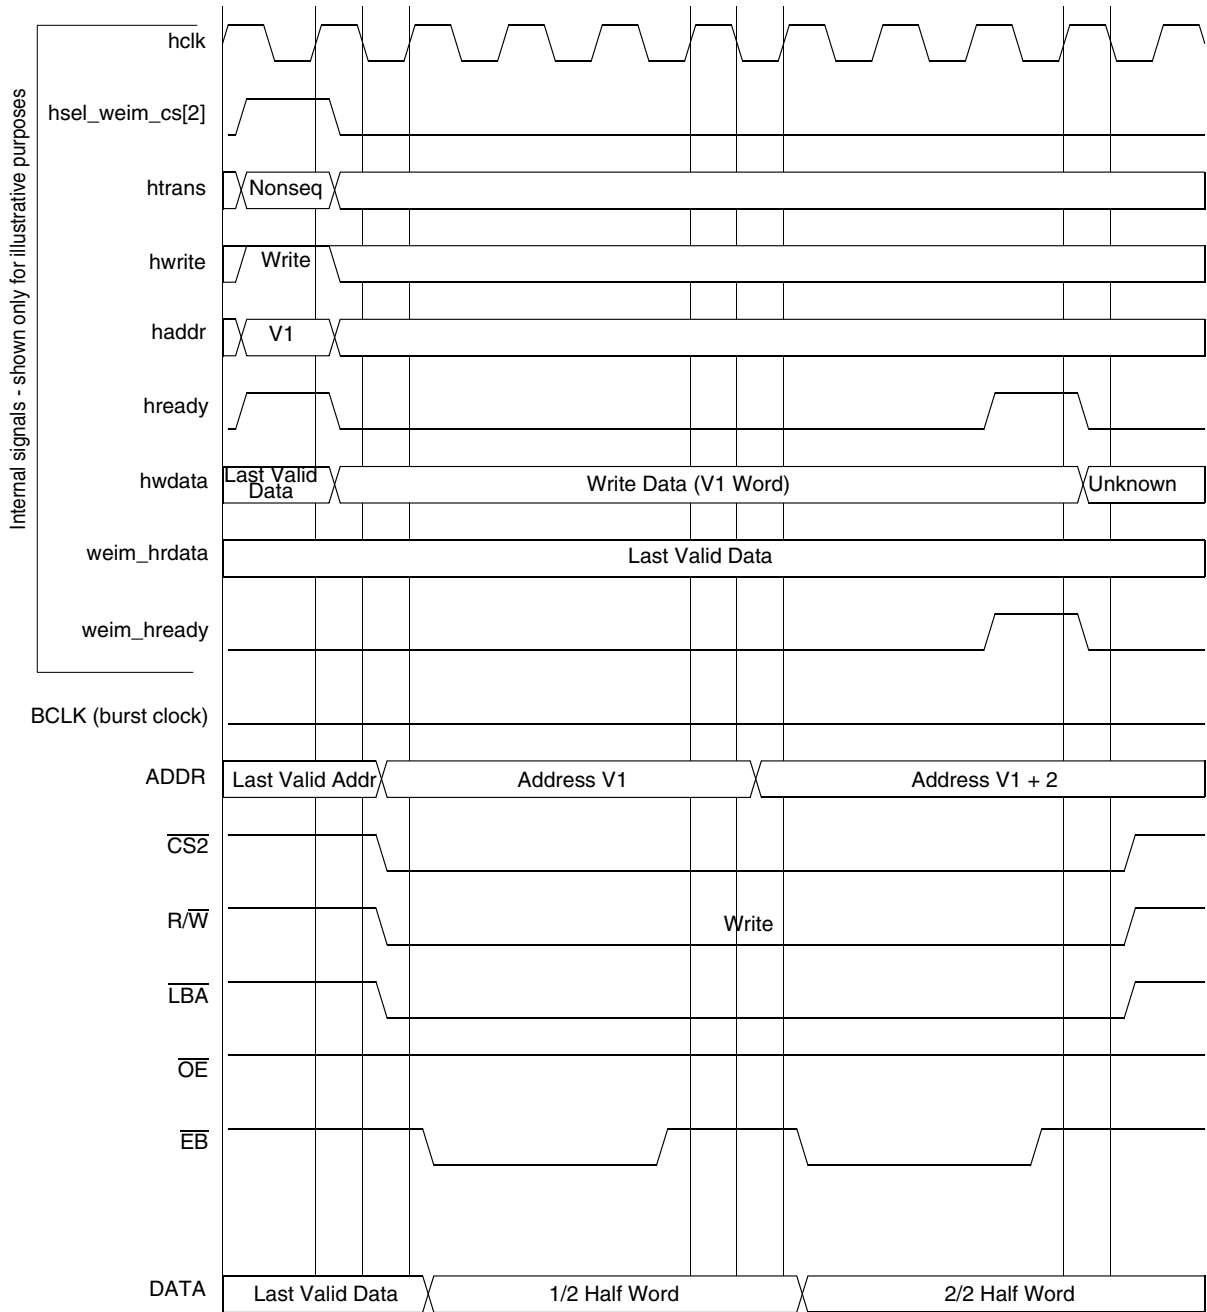 Internal signals - shown only for illustrative purposes
hclk
hsel_weim_cs[2]
htrans
Nonseq
hwrite
Write
haddr
V1
hready
hwdata
Last Valid
Data
Write Data (V1 Word)
Unknown
weim_hrdata
Last Valid Data
weim_hready
BCLK (burst clock)
ADDR
Last Valid Addr
Address V1
Address V1 + 2
CS2
R/W
Write
LBA
OE
EB
DATA
Last Valid Data
1/2 Half Word
2/2 Half Word